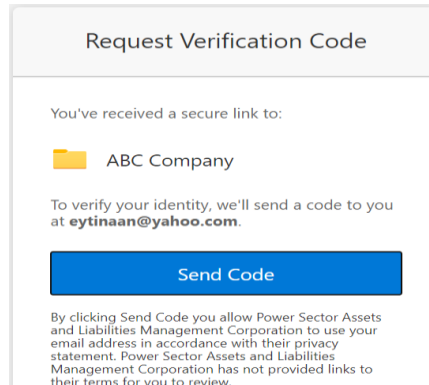 Request Verification Code
You've received a secure link to:
ABC Company
To verify your identity, we'll send a code to you
at eytinaan@yahoo.com.
Send Code
By clicking Send Code you allow Power Sector Assets
and Liabilities Management Corporation to use your
email address in accordance with their privacy
statement. Power Sector Assets and Liabilities
Management Corporation has not provided links to
their terms for you to review.